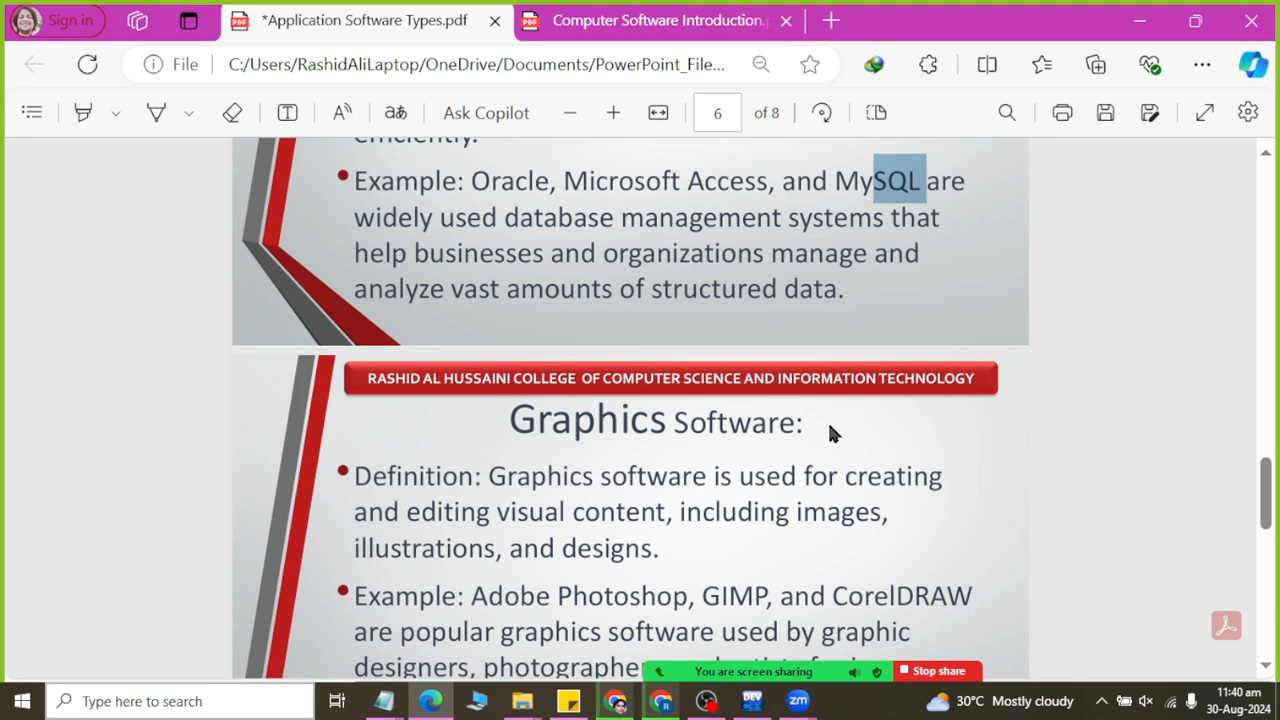 Sign in
*Application Software Types.pdf
Computer Software Introduction.p
File
C:/Users/RashidAliLaptop/OneDrive/Documents/PowerPoint_File...
Ask Copilot
6
of 8
efficiently.
Example: Oracle, Microsoft Access, and MySQL are
widely used database management systems that
help businesses and organizations manage and
analyze vast amounts of structured data.
RASHID AL HUSSAINI COLLEGE OF COMPUTER SCIENCE AND INFORMATION TECHNOLOGY
Graphics Software:
Definition: Graphics software is used for creating
and editing visual content, including images,
illustrations, and designs.
Example: Adobe Photoshop, GIMP, and CorelDRAW
are popular graphics software used by graphic
designers, photographe
You are screen sharing
Stop share
Type here to search
DEV
zm
30°C Mostly cloudy
11:40 am
30-Aug-2024